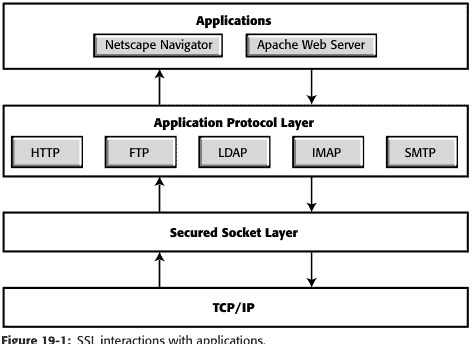 Applications
Netscape Navigator Apache Web Server
Application Protocol Layer
HTTP FTP LDAP IMAP SMTP
Secured Socket Layer
TCP/IP
Figure 19-1: SSL interactions with applications.